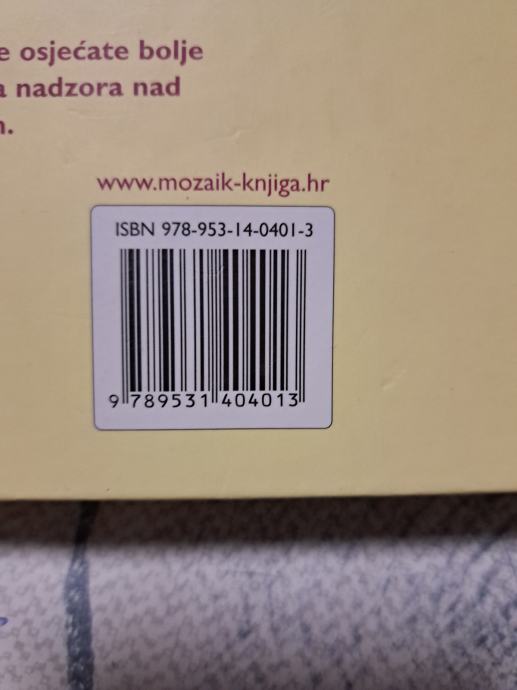 e osjećate bolje
a nadzora nad
m.
www.mozaik-knjiga.hr
ISBN 978-953-14-0401-3
9 789531 404013